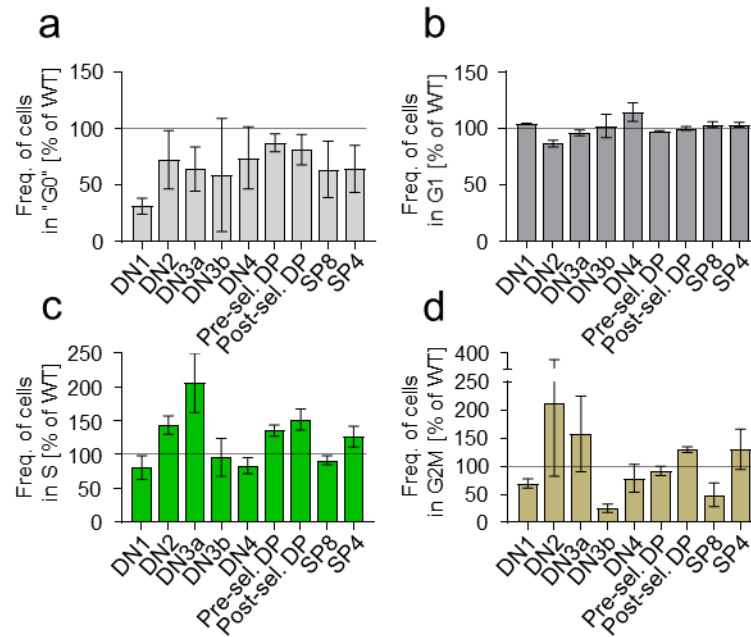 a
150
100
50
0
Freq. of cells
in "G0" [% of WT]
DN1
DN2
DN3a
DN3b
DN4
Pre-sel. DP
Post-sel. DP
SP8
SP4
b
150
100
50
0
Freq. of cells
in G1 [% of WT]
DN1
DN2
DN3a
DN3b
DN4
Pre-sel. DP
Post-sel. DP
SP8
SP4
c
250
200
150
100
50
0
Freq. of cells
in S [% of WT]
DN1
DN2
DN3a
DN3b
DN4
Pre-sel. DP
Post-sel. DP
SP8
SP4
d
400
250
200
150
100
50
0
Freq. of cells
in G2M [% of WT]
DN1
DN2
DN3a
DN3b
DN4
Pre-sel. DP
Post-sel. DP
SP8
SP4